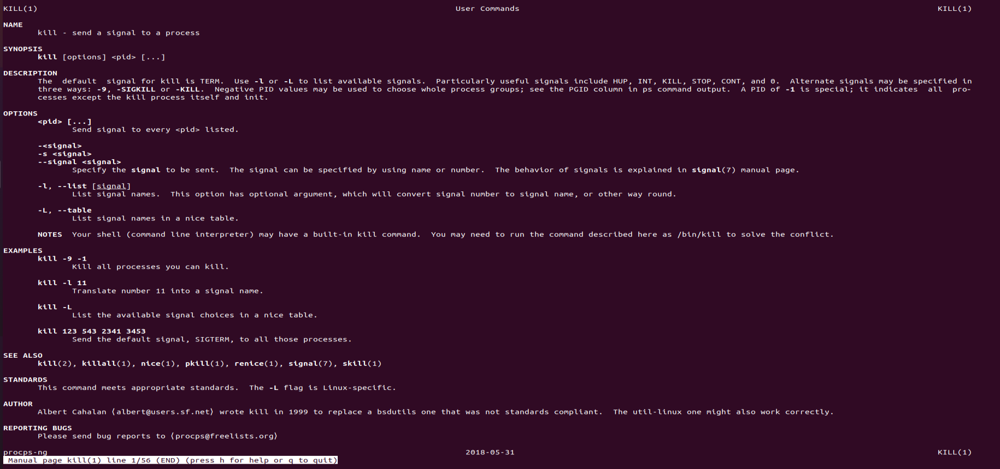 KILL(1) User Commands KILL(1)
NAME
kill - send a signal to a process
SYNOPSIS
kill [options] <pid> [...]
DESCRIPTION
The default signal for kill is TERM. Use -l or -L to list available signals. Particularly useful signals include HUP, INT, KILL, STOP, CONT, and 0. Alternate signals may be specified in
three ways: -9, -SIGKILL or -KILL. Negative PID values may be used to choose whole process groups; see the PGID column in ps command output. A PID of -1 is special; it indicates all pro-
cesses except the kill process itself and init.
OPTIONS
<pid> [...]
Send signal to every <pid> listed.
-<signal>
-s <signal>
--signal <signal>
Specify the signal to be sent. The signal can be specified by using name or number. The behavior of signals is explained in signal(7) manual page.
-l, --list [signal]
List signal names. This option has optional argument, which will convert signal number to signal name, or other way round.
-L, --table
List signal names in a nice table.
NOTES Your shell (command line interpreter) may have a built-in kill command. You may need to run the command described here as /bin/kill to solve the conflict.
EXAMPLES
kill -9 -1
Kill all processes you can kill.
kill -l 11
Translate number 11 into a signal name.
kill -L
List the available signal choices in a nice table.
kill 123 543 2341 3453
Send the default signal, SIGTERM, to all those processes.
SEE ALSO
kill(2), killall(1), nice(1), pkill(1), renice(1), signal(7), skill(1)
STANDARDS
This command meets appropriate standards. The -L flag is Linux-specific.
AUTHOR
Albert Cahalan ⟨albert@users.sf.net⟩ wrote kill in 1999 to replace a bsdutils one that was not standards compliant. The util-linux one might also work correctly.
REPORTING BUGS
Please send bug reports to ⟨procps@freelists.org⟩
procps-ng 2018-05-31 KILL(1)
Manual page kill(1) line 1/56 (END) (press h for help or q to quit)